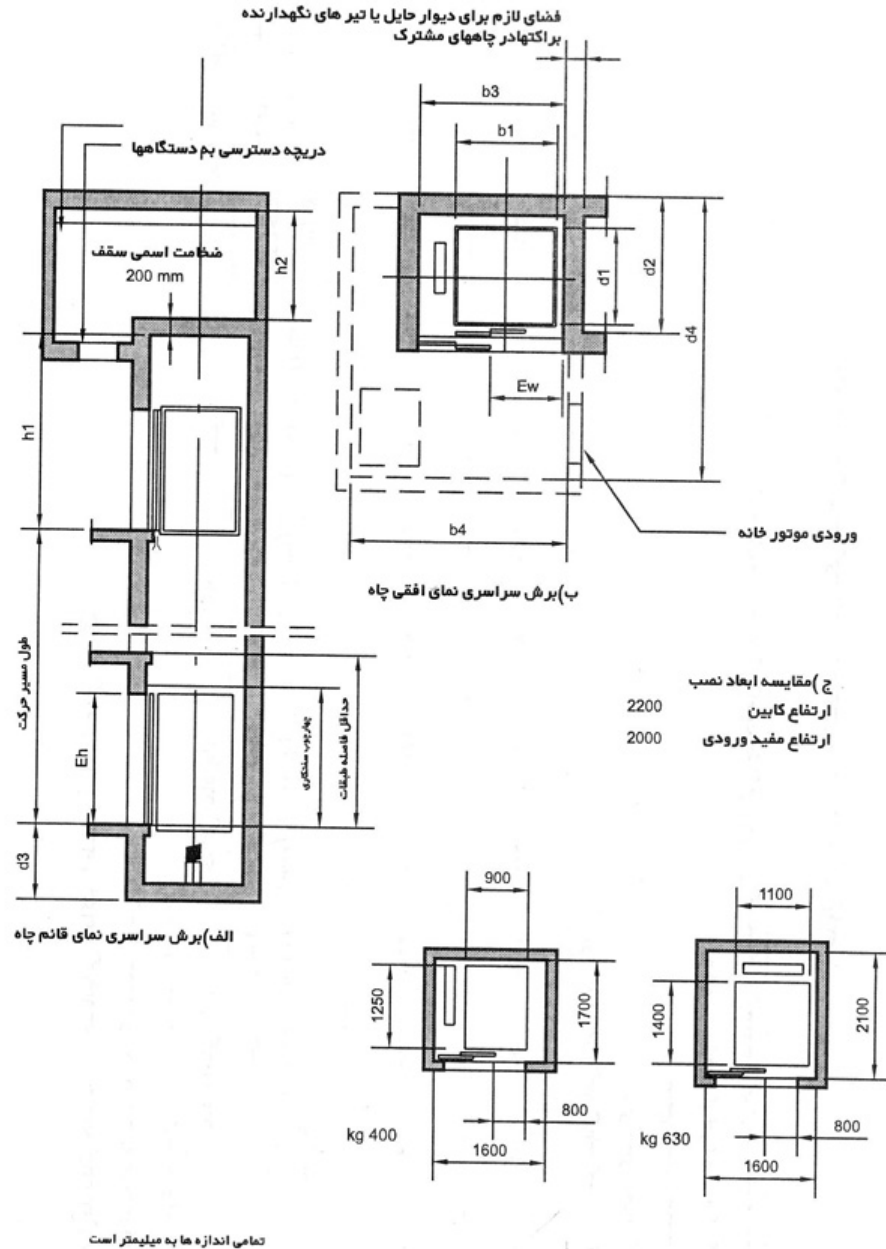 فضای لازم برای دیوار حایل یا تیر های نگهدارنده
براکتهادر چاههای مشترک
b3
b1
دریچه دسترسی به دستگاهها
ضخامت اسمی سقف
200 mm
h2
d1
d2
d4
Ew
h1
b4
ورودی موتور خانه
ب)برش سراسری نمای افقی چاه
طول مسیر حرکت
حداقل فاصله طبقات
چهارچوب سفتکاری
Eh
d3
ج)مقایسه ابعاد نصب
ارتفاع کابین 2200
ارتفاع مفید ورودی 2000
الف)برش سراسری نمای قائم چاه
900
1250
1700
800
kg 400
1600
1100
1400
2100
800
kg 630
1600
تمامی اندازه ها به میلیمتر است